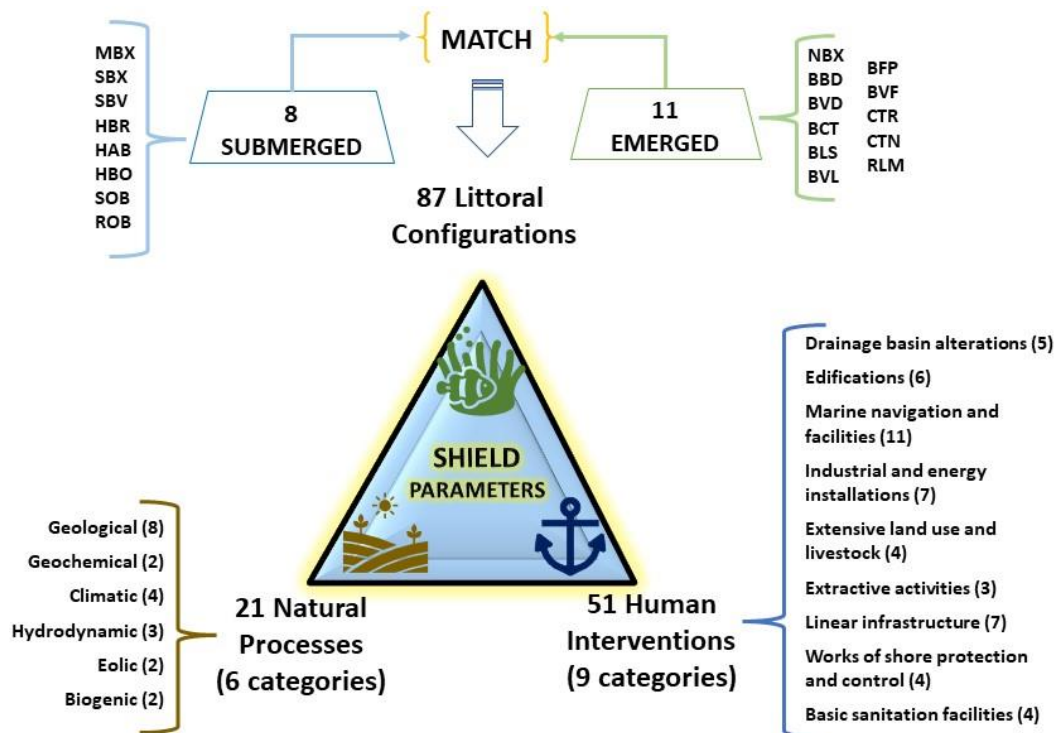 MATCH
MBX
SBX
SBV
HBR
HAB
HBO
SOB
ROB
8
SUBMERGED
11
EMERGED
NBX
BBD
BVD
BCT
BLS
BVL
BFP
BVF
CTR
CTN
RLM
87 Littoral
Configurations
SHIELD
PARAMETERS
Geological (8)
Geochemical (2)
Climatic (4)
Hydrodynamic (3)
Eolic (2)
Biogenic (2)
21 Natural
Processes
(6 categories)
51 Human
Interventions
(9 categories)
Drainage basin alterations (5)
Edifications (6)
Marine navigation and
facilities (11)
Industrial and energy
installations (7)
Extensive land use and
livestock (4)
Extractive activities (3)
Linear infrastructure (7)
Works of shore protection
and control (4)
Basic sanitation facilities (4)